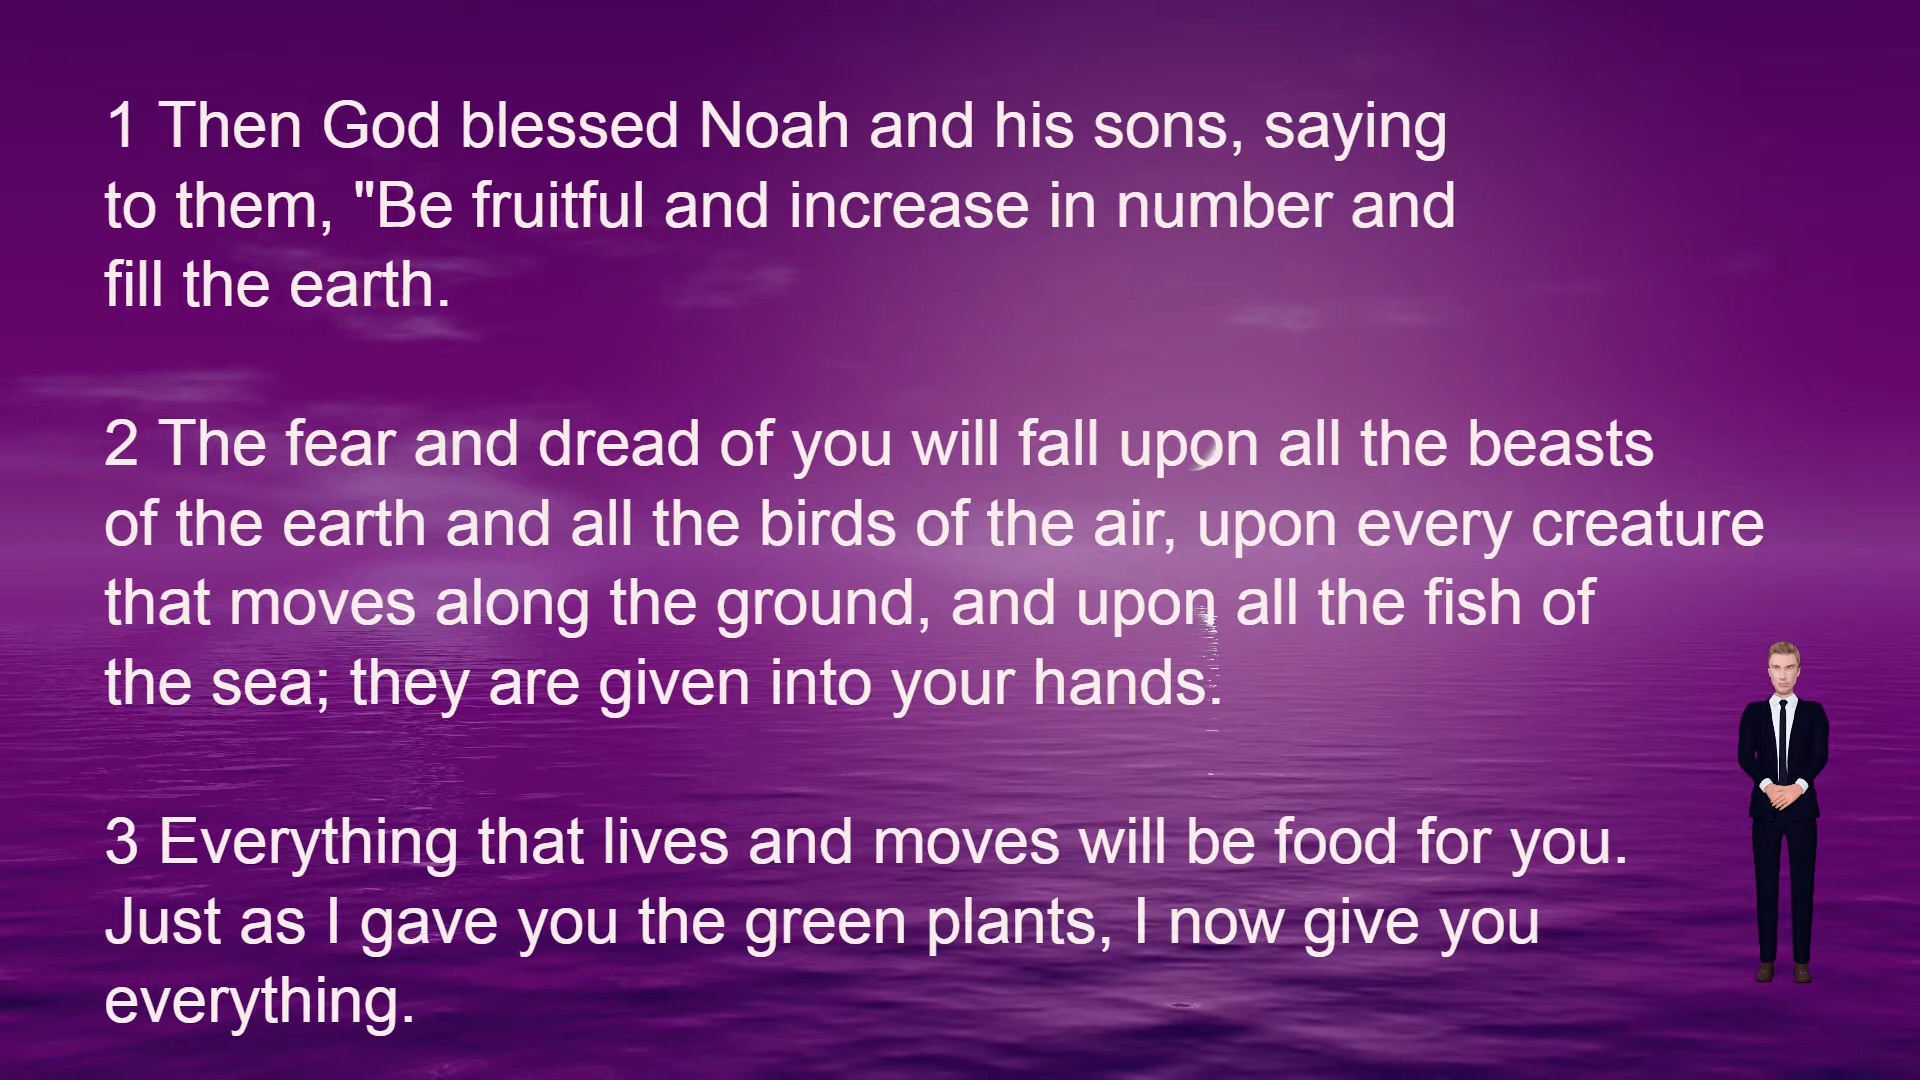 1 Then God blessed Noah and his sons, saying
to them, "Be fruitful and increase in number and
fill the earth.
2 The fear and dread of you will fall upon all the beasts
of the earth and all the birds of the air, upon every creature
that moves along the ground, and upon all the fish of
the sea; they are given into your hands.
3 Everything that lives and moves will be food for you.
Just as I gave you the green plants, I now give you
everything.